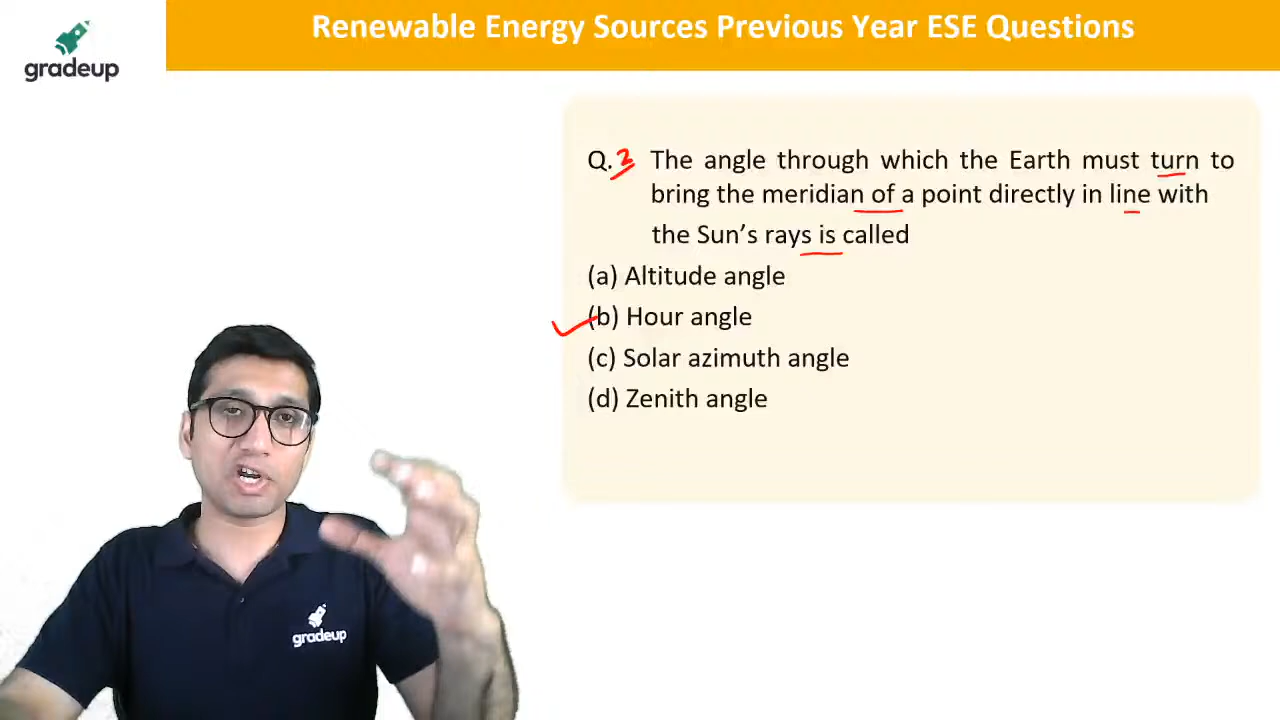 Renewable Energy Sources Previous Year ESE Questions
gradeup
Q.2 The angle through which the Earth must turn to
bring the meridian of a point directly in line with
the Sun’s rays is called
(a) Altitude angle
(b) Hour angle
(c) Solar azimuth angle
(d) Zenith angle
gradeup